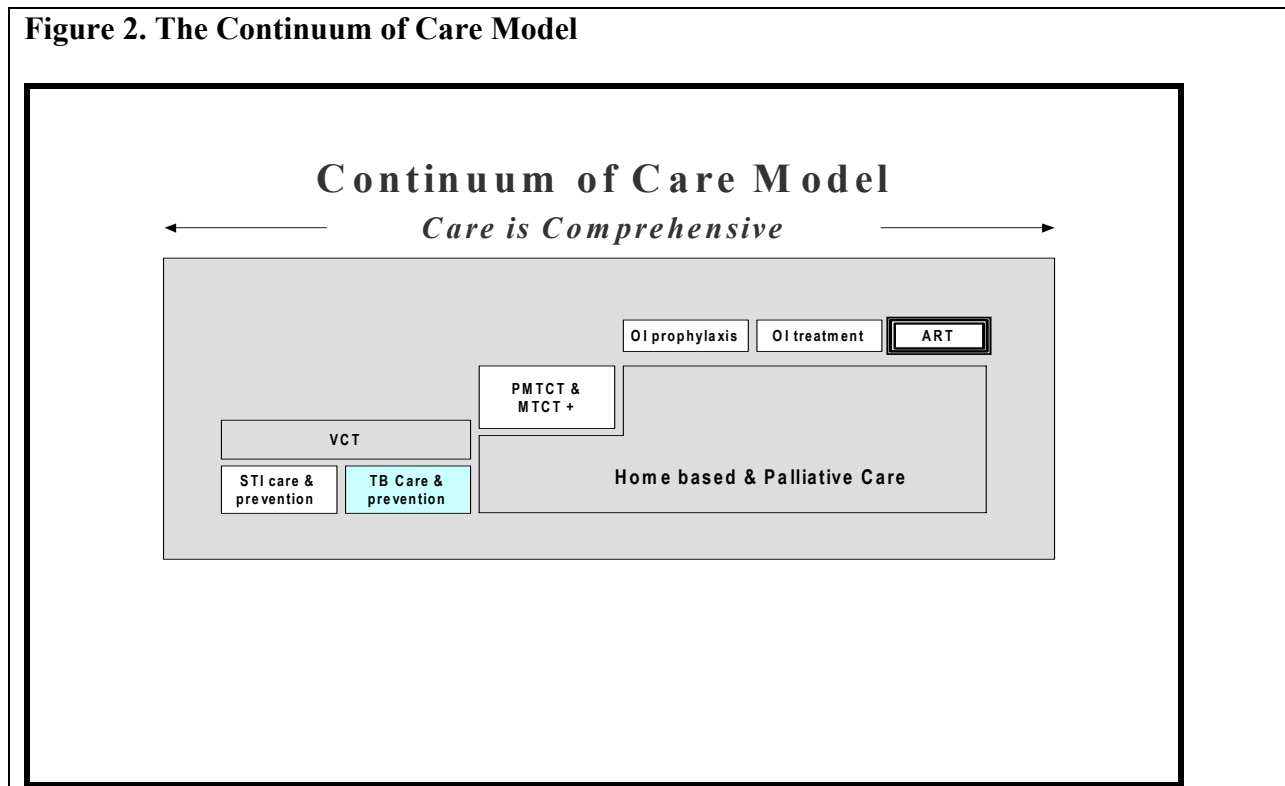 Figure 2. The Continuum of Care Model
Continuum of Care Model
Care is Comprehensive
OI prophylaxis
OI treatment
ART
PMTCT &
MTCT +
VCT
STI care &
prevention
TB Care &
prevention
Home based & Palliative Care